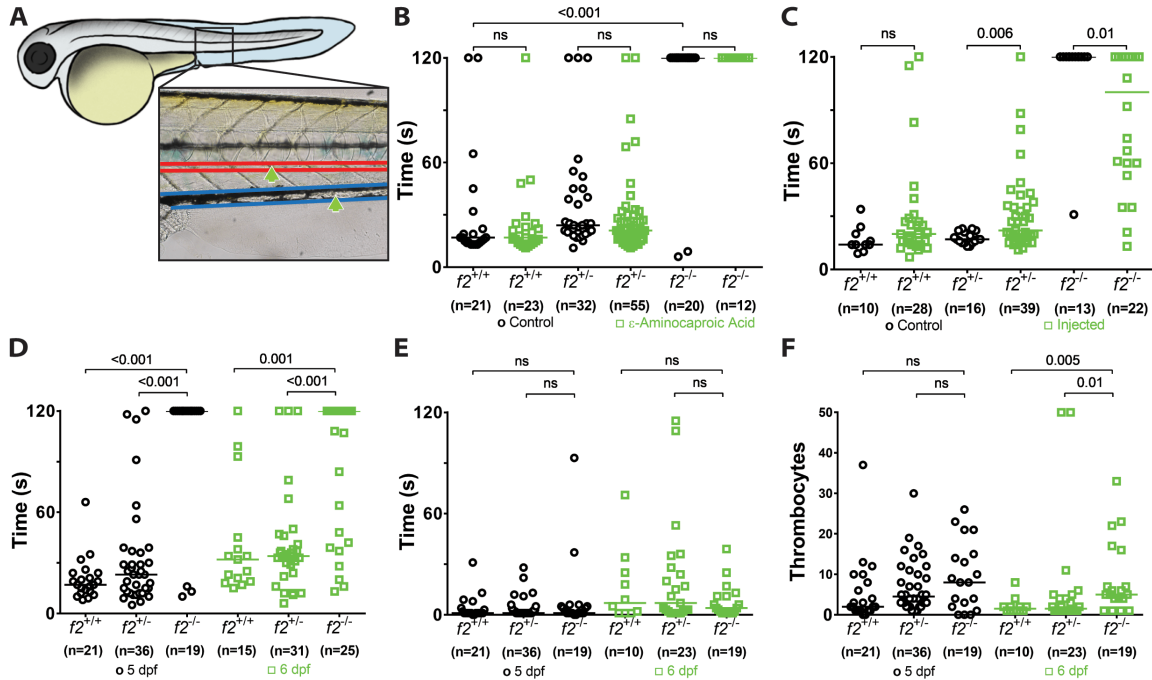 A
B
<0.001
ns
ns
ns
120
60
0
Time (s)
f2+/+
f2+/+
f2+/-
f2+/-
f2-/-
f2-/-
(n=21)
(n=23)
(n=32)
(n=55)
(n=20)
(n=12)
Control
ε-Aminocaproic Acid
C
ns
0.006
0.01
120
60
0
Time (s)
f2+/+
f2+/+
f2+/-
f2+/-
f2-/-
f2-/-
(n=10)
(n=28)
(n=16)
(n=39)
(n=13)
(n=22)
Control
Injected
D
<0.001
<0.001
0.001
<0.001
120
60
0
Time (s)
f2+/+
f2+/-
f2-/-
f2+/+
f2+/-
f2-/-
(n=21)
(n=36)
(n=19)
(n=15)
(n=31)
(n=25)
5 dpf
6 dpf
E
ns
ns
ns
ns
120
60
0
Time (s)
f2+/+
f2+/-
f2-/-
f2+/+
f2+/-
f2-/-
(n=21)
(n=36)
(n=19)
(n=10)
(n=23)
(n=19)
5 dpf
6 dpf
F
ns
ns
0.005
0.01
50
40
30
20
10
0
Thrombocytes
f2+/+
f2+/-
f2-/-
f2+/+
f2+/-
f2-/-
(n=21)
(n=36)
(n=19)
(n=10)
(n=23)
(n=19)
5 dpf
6 dpf